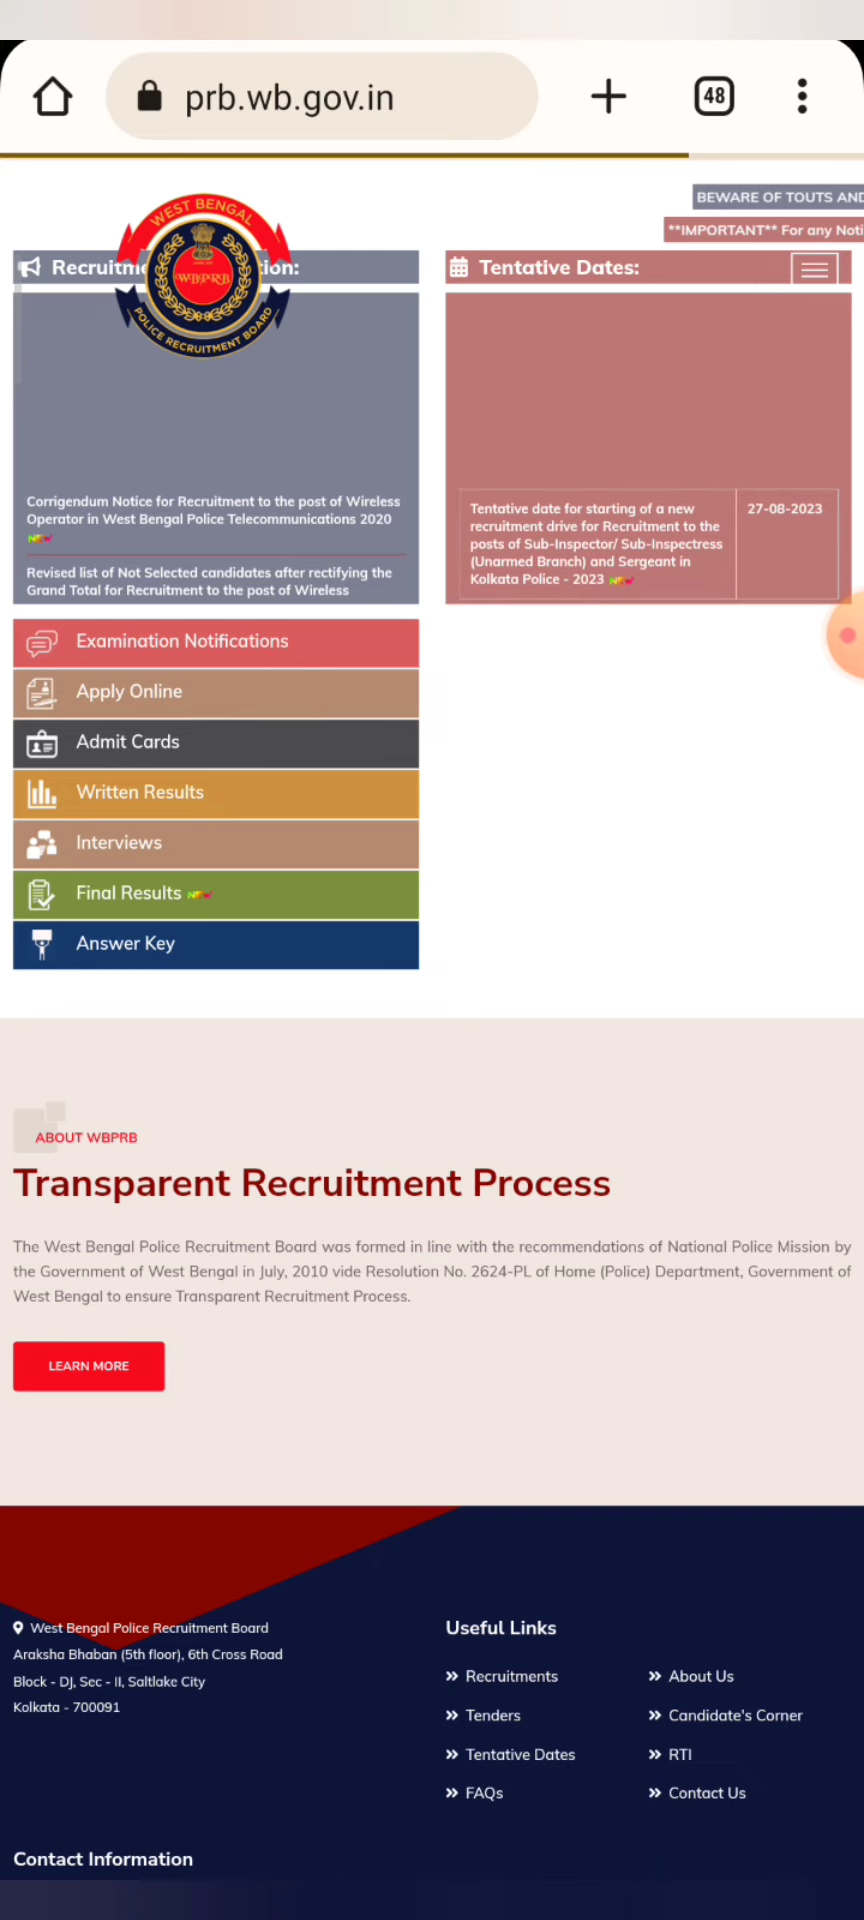 prb.wb.gov.in
48
BEWARE OF TOUTS AND
**IMPORTANT** For any Noti
WEST BENGAL
WBPRB
POLICE RECRUITMENT BOARD
Tentative Dates:
Corrigendum Notice for Recruitment to the post of Wireless
Operator in West Bengal Police Telecommunications 2020
NEW
Revised list of Not Selected candidates after rectifying the
Grand Total for Recruitment to the post of Wireless
Tentative date for starting of a new
recruitment drive for Recruitment to the
posts of Sub-Inspector/ Sub-Inspectress
(Unarmed Branch) and Sergeant in
Kolkata Police - 2023 NEW
27-08-2023
Examination Notifications
Apply Online
Admit Cards
Written Results
Interviews
Final Results NEW
Answer Key
ABOUT WBPRB
Transparent Recruitment Process
The West Bengal Police Recruitment Board was formed in line with the recommendations of National Police Mission by
the Government of West Bengal in July, 2010 vide Resolution No. 2624-PL of Home (Police) Department, Government of
West Bengal to ensure Transparent Recruitment Process.
LEARN MORE
West Bengal Police Recruitment Board
Araksha Bhaban (5th floor), 6th Cross Road
Block - DJ, Sec - II, Saltlake City
Kolkata - 700091
Useful Links
Recruitments
About Us
Tenders
Candidate's Corner
Tentative Dates
RTI
FAQs
Contact Us
Contact Information